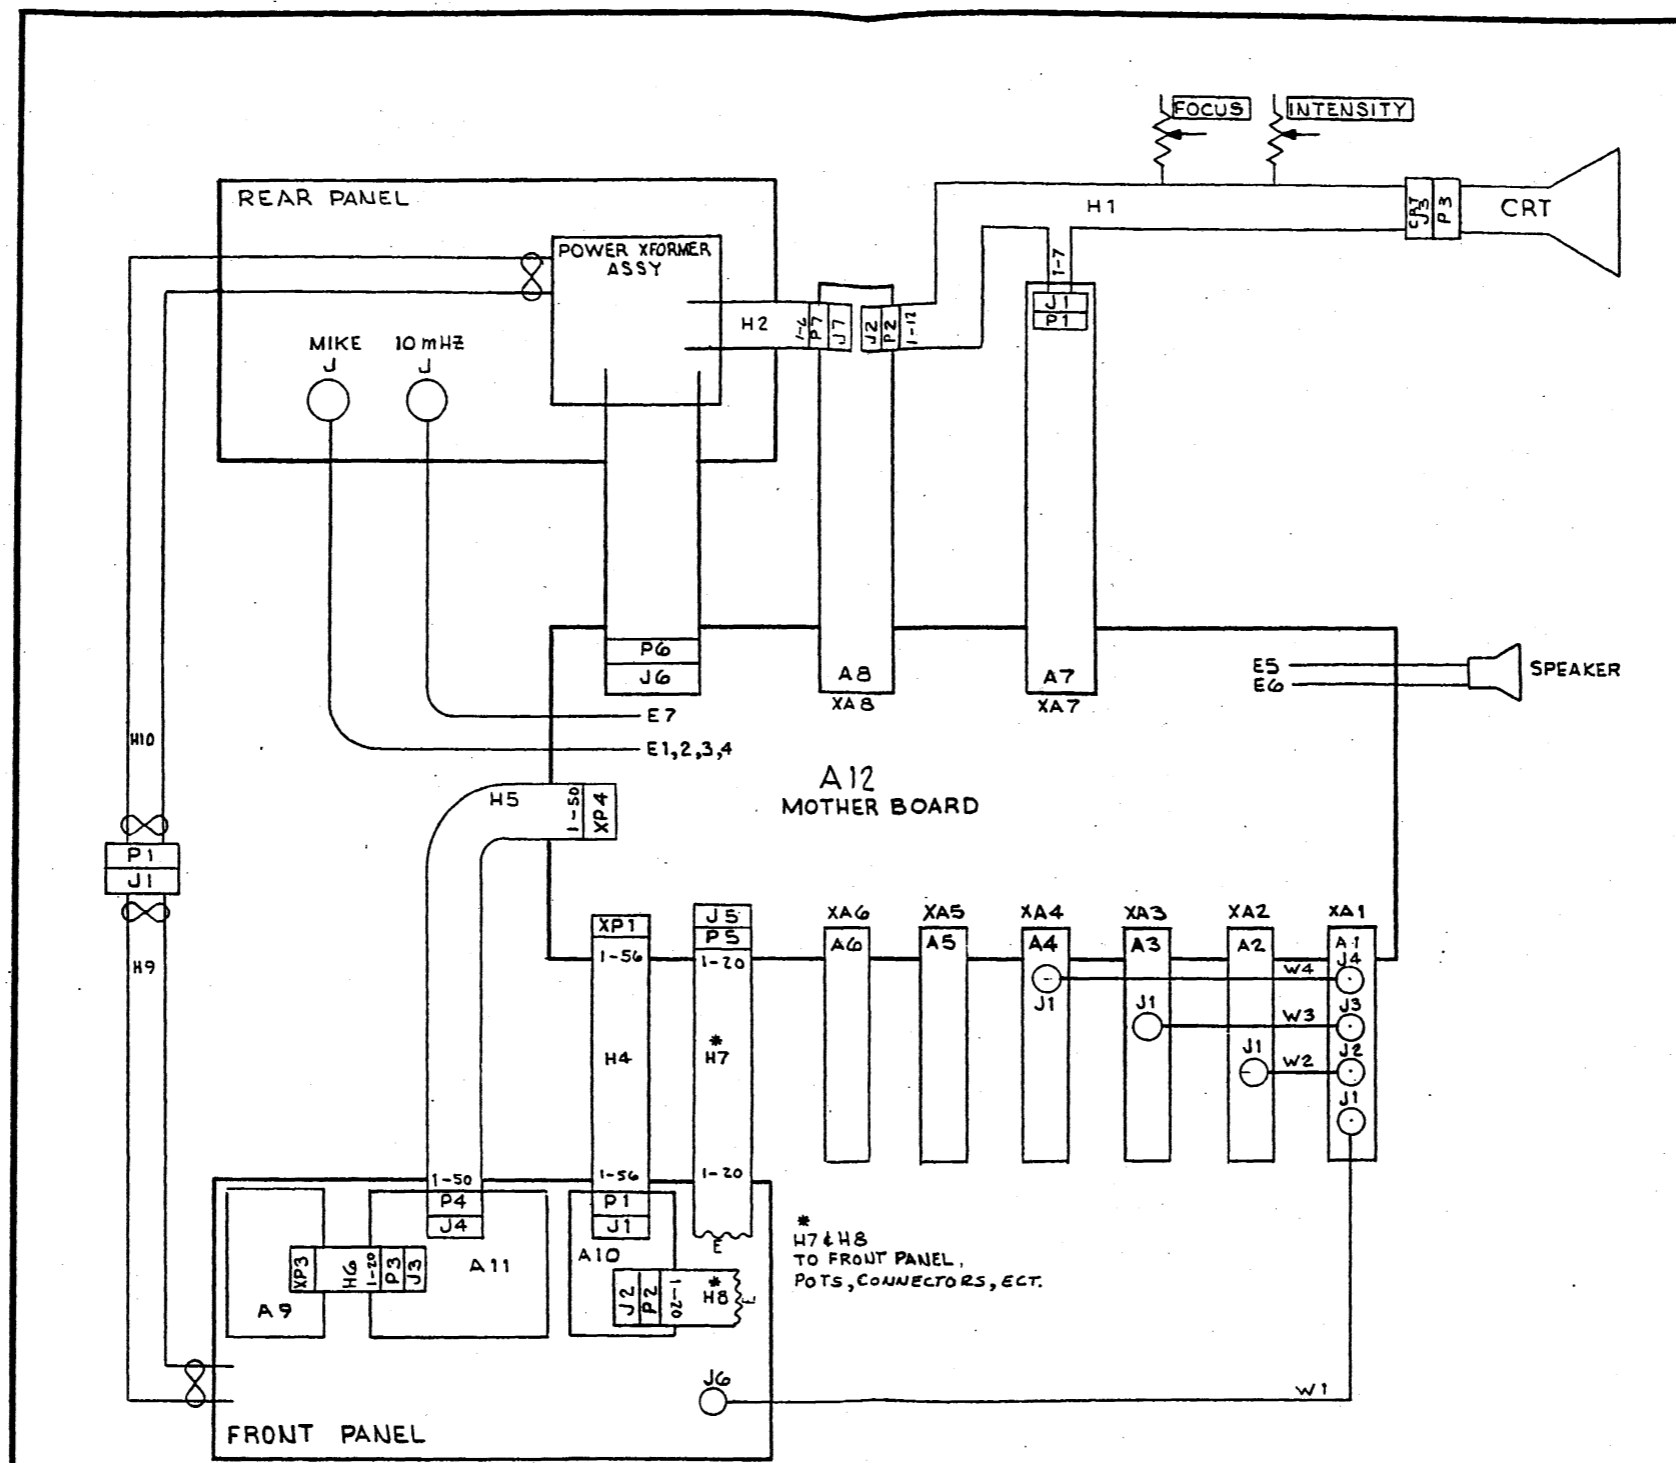 FOCUS
INTENSITY
REAR PANEL
POWER XFORMER
ASSY
H1
CRT
J3
P3
CRT
1-7
J1
P1
H2
1-6
P7
J7
J2
P2
1-12
MIKE
J
10 mHZ
J
P6
J6
A8
XA8
A7
XA7
E5
E6
SPEAKER
E7
E1,2,3,4
H10
H5
1-50
XP4
A12
MOTHER BOARD
P1
J1
H9
XP1
1-56
J5
P5
1-20
XA6
XA5
XA4
XA3
XA2
XA1
A6
A5
A4
A3
A2
A1
J4
W4
J1
J1
W3
J3
J1
W2
J2
J1
H4
*
H7
1-50
P4
J4
1-56
P1
J1
1-20
E
XP3
H6
1-20
P3
J3
A9
A11
A10
J2
P2
02-1
*
H8
E
*
H7 & H8
TO FRONT PANEL,
POTS, CONNECTORS, ECT.
J6
W1
FRONT PANEL